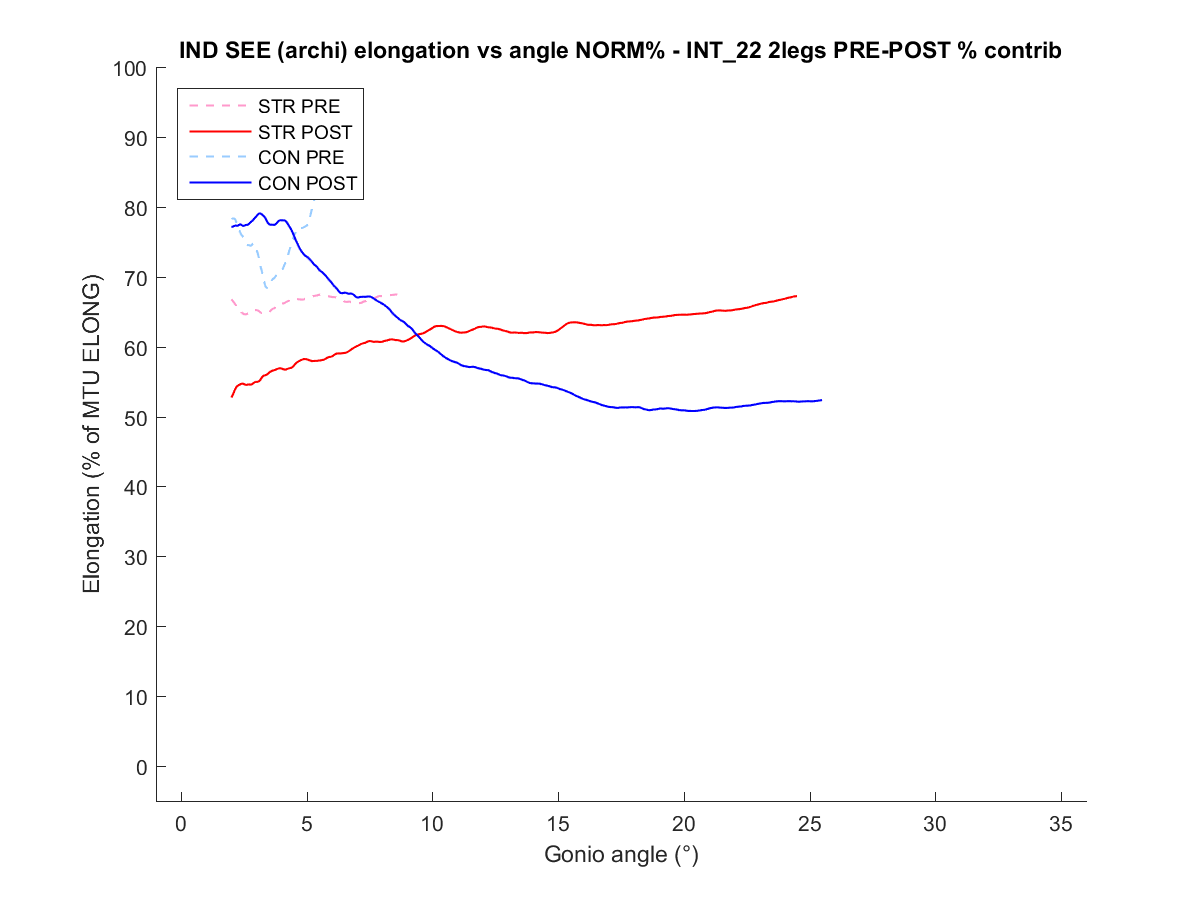 IND SEE (archi) elongation vs angle NORM% - INT_22 2legs PRE-POST % contrib
100
90
80
70
60
50
40
30
20
10
0
STR PRE
STR POST
CON PRE
CON POST
Elongation (% of MTU ELONG)
0 5 10 15 20 25 30 35
Gonio angle (°)